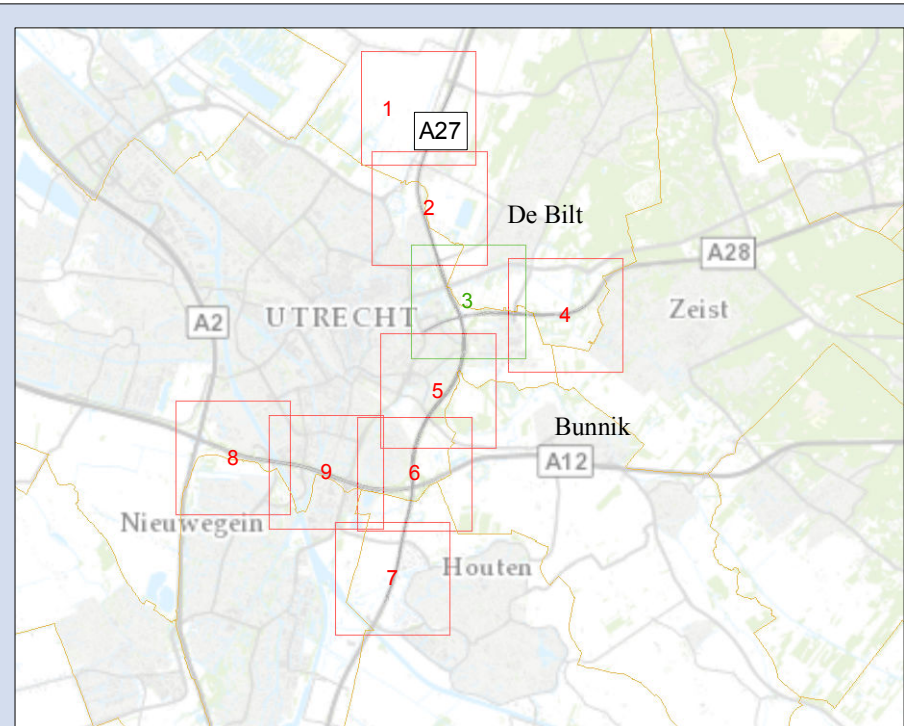 1
A27
2
De Bilt
A28
3
Zeist
A2
UTRECHT
4
5
Bunnik
8
9
6
A12
Nieuwegein
7
Houten